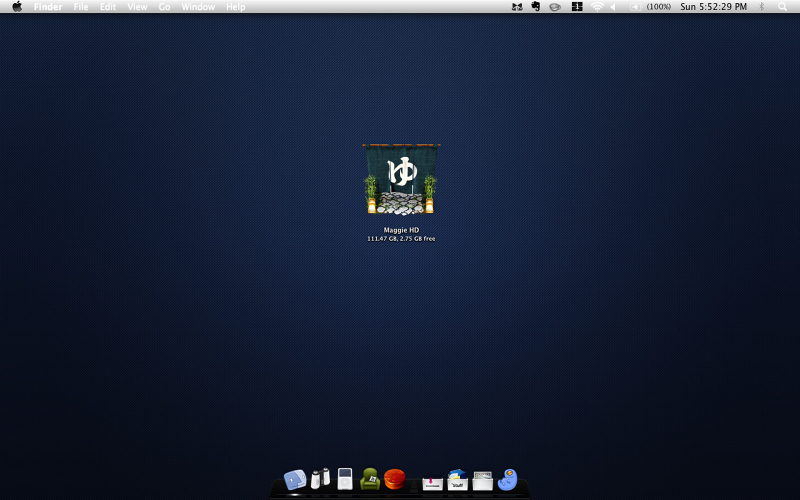 Finder File Edit View Go Window Help (100%) Sun 5:52:29 PM
ゆ
Maggie HD
111.47 GB, 2.75 GB free
Stuff